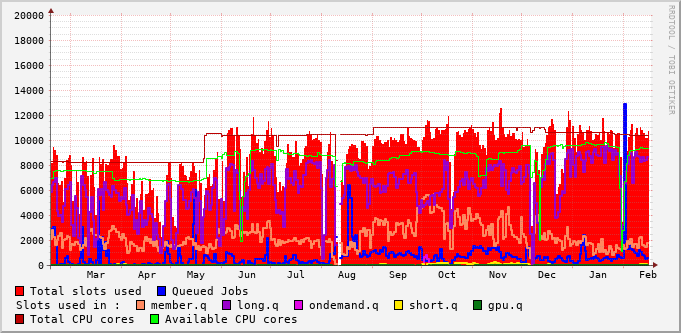 20000
18000
16000
14000
12000
10000
8000
6000
4000
2000
0
Mar Apr May Jun Jul Aug Sep Oct Nov Dec Jan Feb
RRDTOOL / TOBI OETIKER
Total slots used Queued Jobs
Slots used in : member.q long.q ondemand.q short.q gpu.q
Total CPU cores Available CPU cores